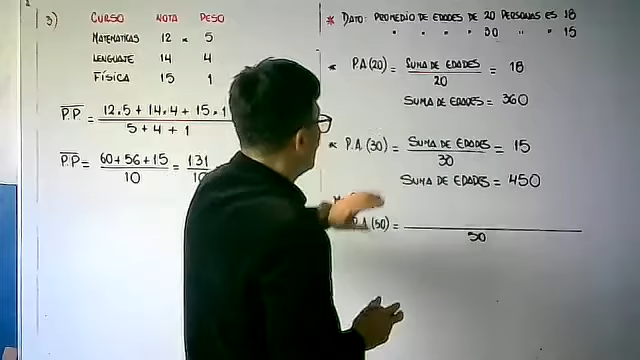 3) CURSO NOTA PESO
MATEMATICAS 12 × 5
LENGUAJE 14 4
FÍSICA 15 1
P.P = 12.5 + 14.4 + 15.1
5 + 4 + 1
P.P = 60+56+15 = 131
10 10
* DATO: PROMEDIO DE EDADES DE 20 PERSONAS ES 18
" " " " 30 " " 15
* P.A(20) = SUMA DE EDADES = 18
20
SUMA DE EDADES = 360
* P.A.(30) = SUMA DE EDADES = 15
30
SUMA DE EDADES = 450
P.A(50) =
50